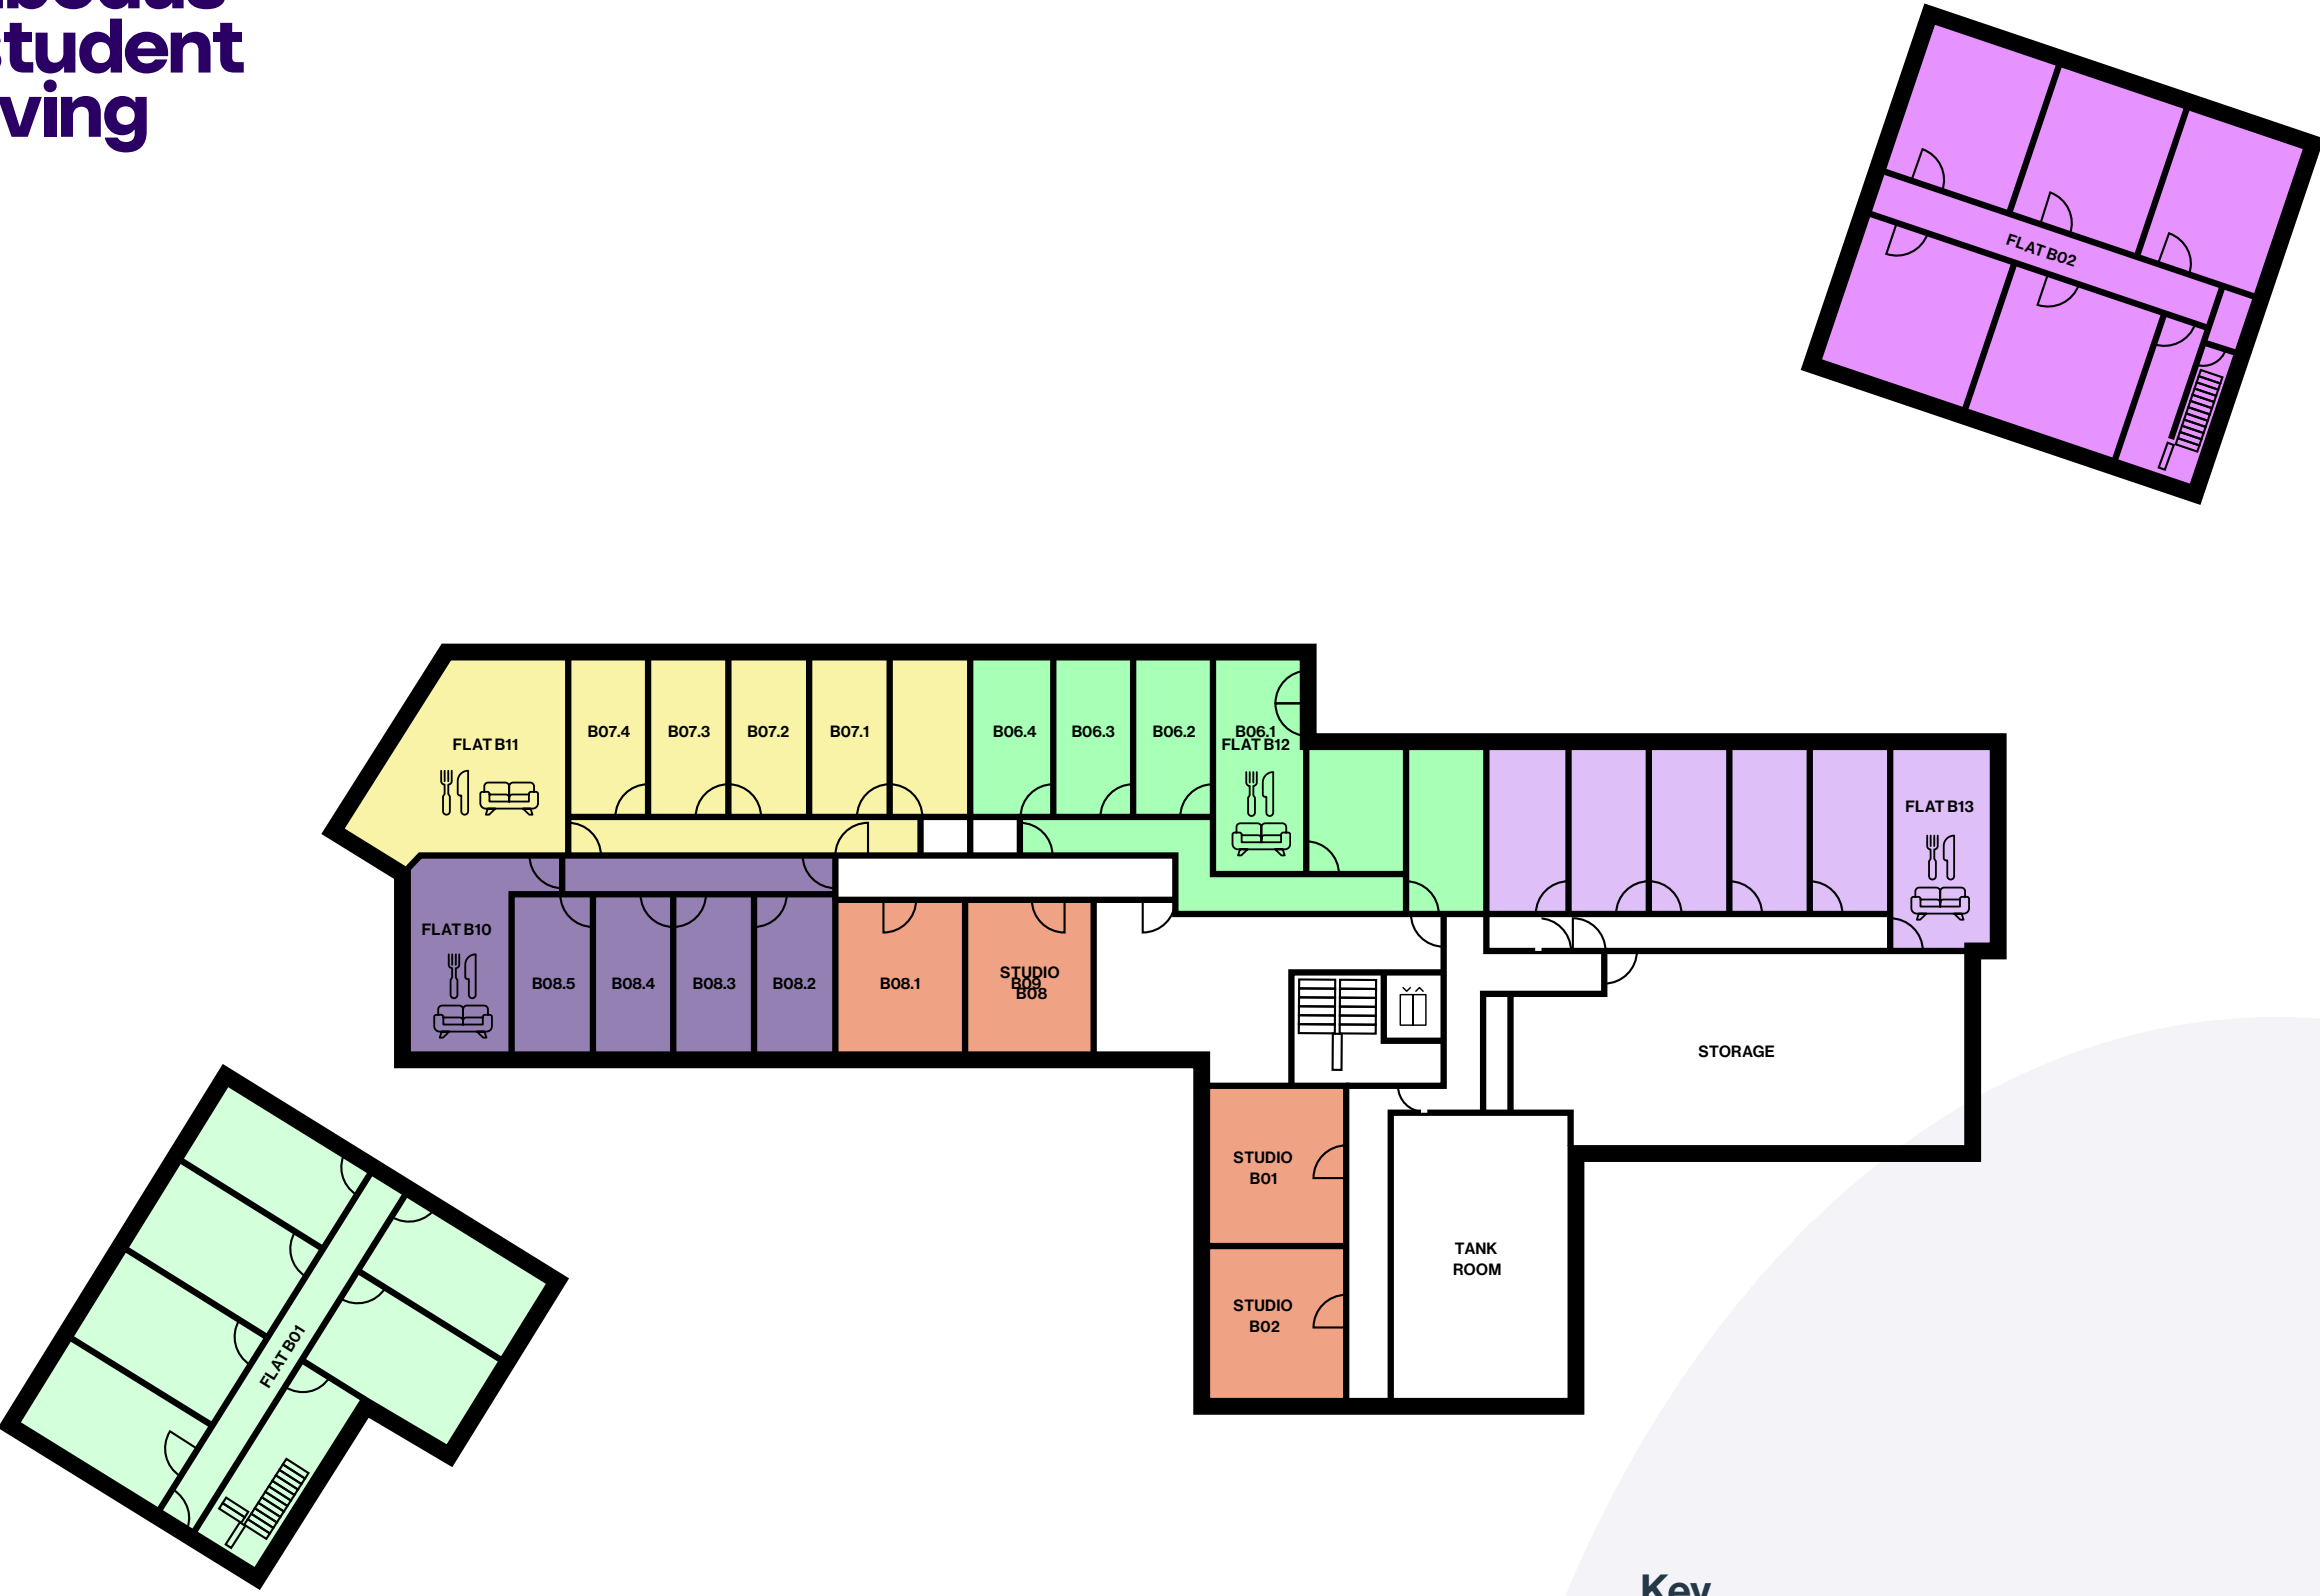 student
ving
FLAT B02
B07.4
B07.3
B07.2
B07.1
B06.4
B06.3
B06.2
B06.1
FLAT B11
FLAT B12
FLAT B13
FLAT B10
B08.5
B08.4
B08.3
B08.2
B08.1
STUDIO
B09
B08
STORAGE
STUDIO
B01
TANK
ROOM
STUDIO
B02
FLAT B01
Key